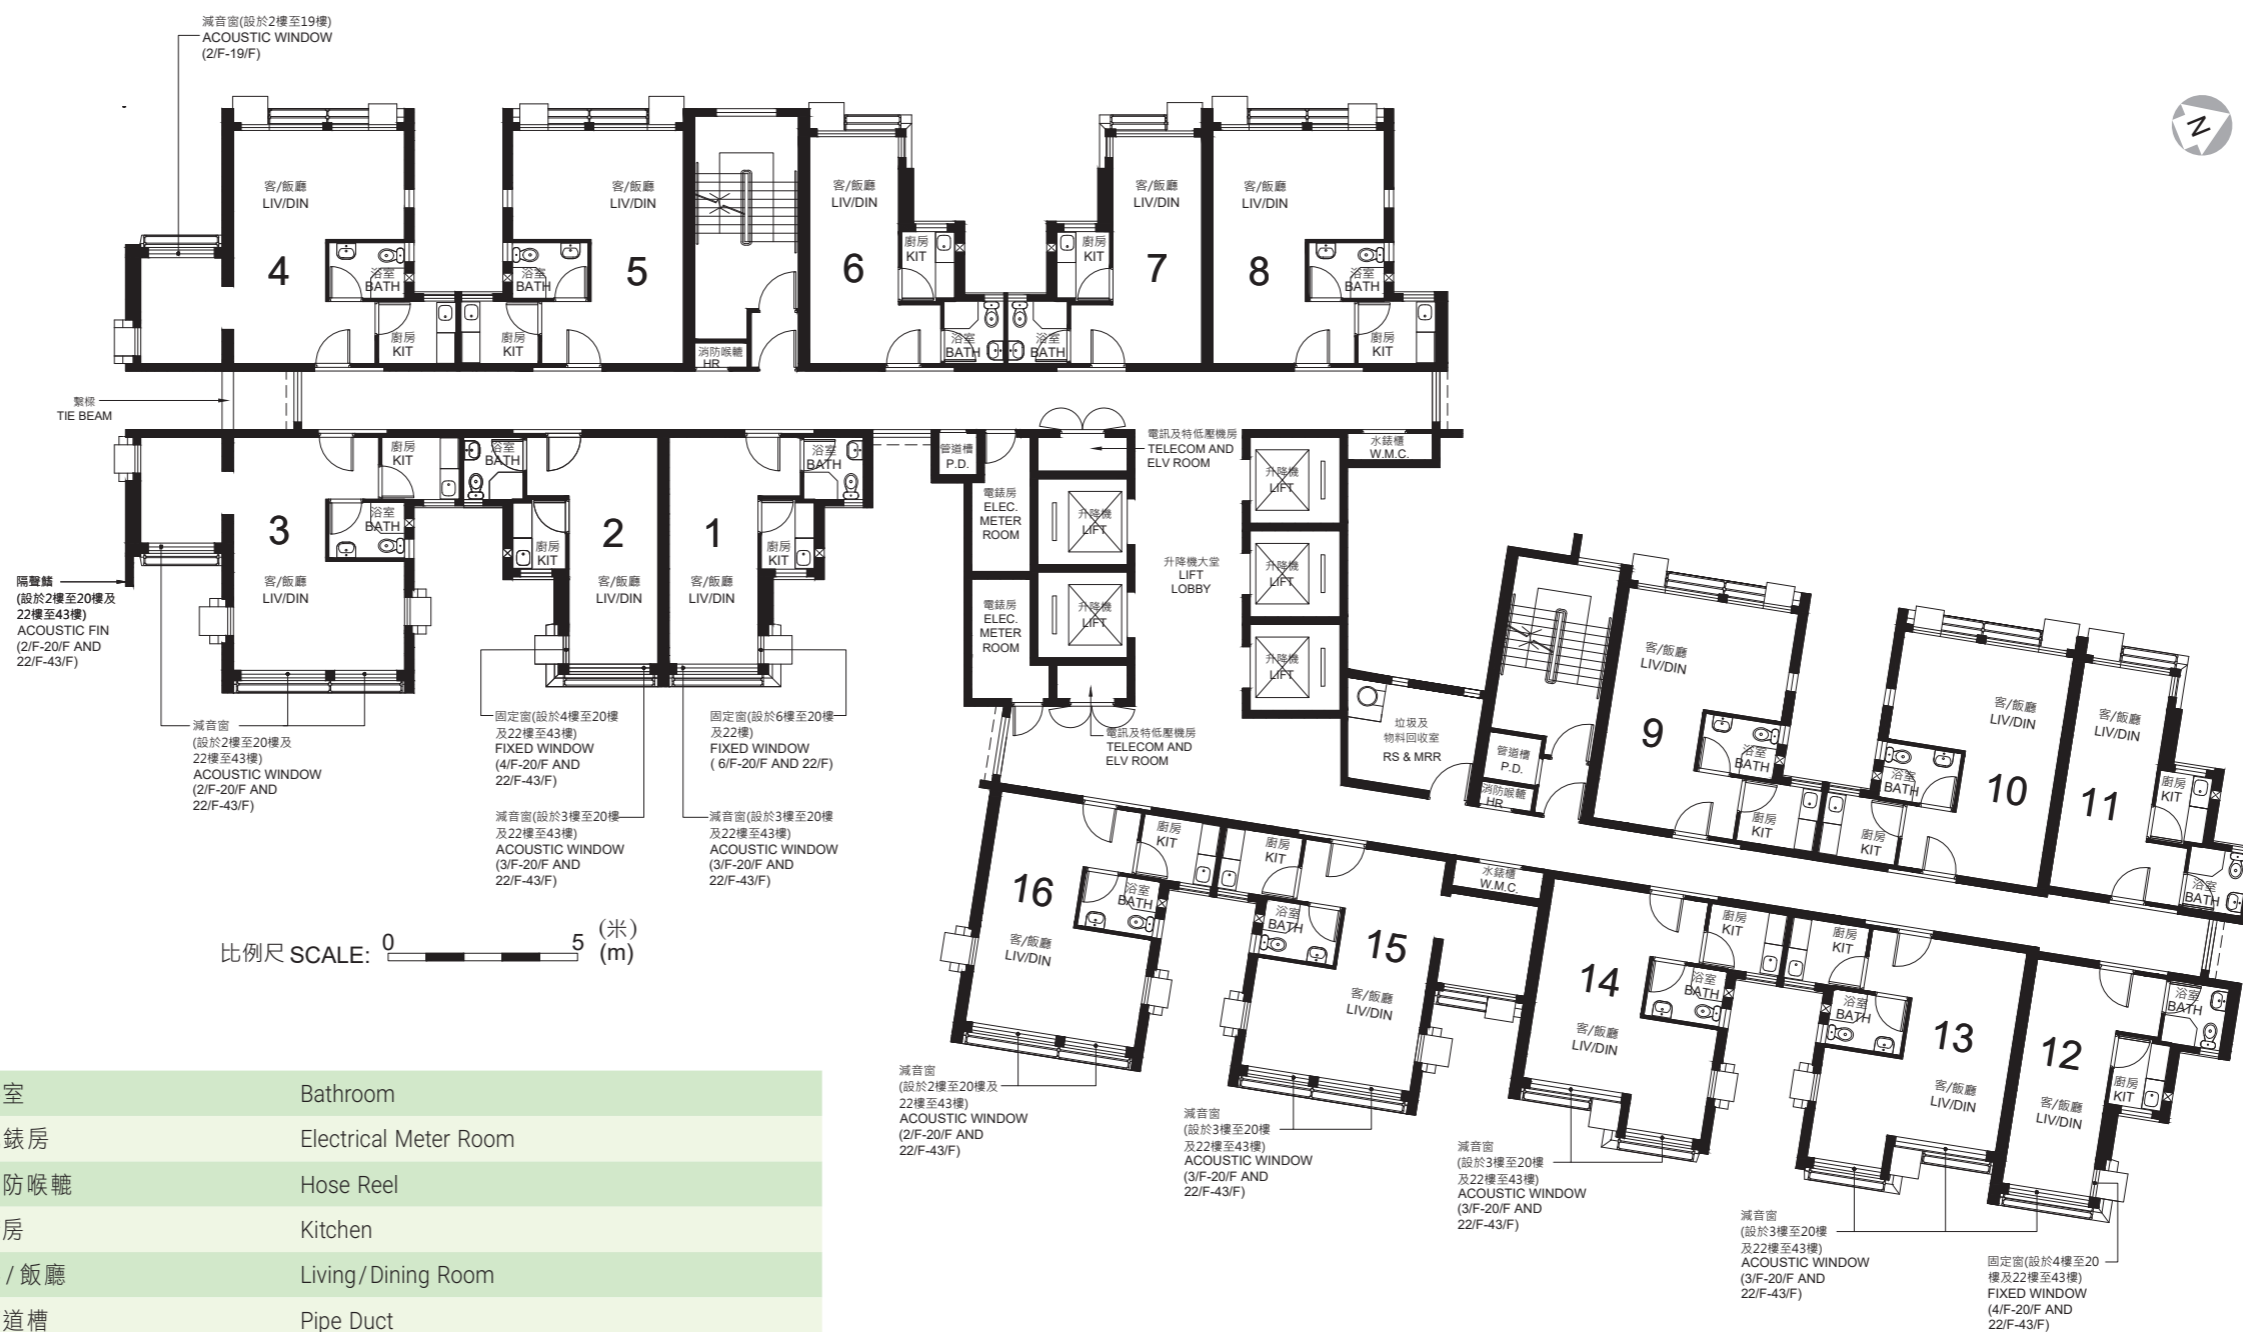 減音窗(設於2樓至19樓)
ACOUSTIC WINDOW
(2/F-19/F)
N
客/飯廳
LIV/DIN
4
浴室
BATH
廚房
KIT
客/飯廳
LIV/DIN
5
浴室
BATH
廚房
KIT
消防喉轆
HR
客/飯廳
LIV/DIN
6
廚房
KIT
浴室
BATH
客/飯廳
LIV/DIN
7
廚房
KIT
浴室
BATH
客/飯廳
LIV/DIN
8
浴室
BATH
廚房
KIT
繫樑
TIE BEAM
廚房
KIT
浴室
BATH
3
客/飯廳
LIV/DIN
浴室
BATH
廚房
KIT
2
客/飯廳
LIV/DIN
1
客/飯廳
LIV/DIN
浴室
BATH
廚房
KIT
管道槽
P.D.
電錶房
ELEC.
METER
ROOM
電錶房
ELEC.
METER
ROOM
電訊及特低壓機房
TELECOM AND
ELV ROOM
升降機
LIFT
升降機
LIFT
升降機大堂
LIFT
LOBBY
升降機
LIFT
升降機
LIFT
升降機
LIFT
水錶櫃
W.M.C.
電訊及特低壓機房
TELECOM AND
ELV ROOM
垃圾及
物料回收室
RS & MRR
管道槽
P.D.
消防喉轆
HR
隔聲鰭
(設於2樓至20樓及
22樓至43樓)
ACOUSTIC FIN
(2/F-20/F AND
22/F-43/F)
減音窗
(設於2樓至20樓及
22樓至43樓)
ACOUSTIC WINDOW
(2/F-20/F AND
22/F-43/F)
固定窗(設於4樓至20樓
及22樓至43樓)
FIXED WINDOW
(4/F-20/F AND
22/F-43/F)
減音窗(設於3樓至20樓
及22樓至43樓)
ACOUSTIC WINDOW
(3/F-20/F AND
22/F-43/F)
固定窗(設於6樓至20樓
及22樓)
FIXED WINDOW
( 6/F-20/F AND 22/F)
減音窗(設於3樓至20樓
及22樓至43樓)
ACOUSTIC WINDOW
(3/F-20/F AND
22/F-43/F)
客/飯廳
LIV/DIN
9
浴室
BATH
廚房
KIT
客/飯廳
LIV/DIN
10
浴室
BATH
廚房
KIT
客/飯廳
LIV/DIN
11
廚房
KIT
浴室
BATH
16
廚房
KIT
浴室
BATH
客/飯廳
LIV/DIN
廚房
KIT
浴室
BATH
15
客/飯廳
LIV/DIN
水錶櫃
W.M.C.
14
廚房
KIT
浴室
BATH
客/飯廳
LIV/DIN
廚房
KIT
浴室
BATH
13
客/飯廳
LIV/DIN
12
浴室
BATH
廚房
KIT
客/飯廳
LIV/DIN
比例尺 SCALE: 0 5 (米)
(m)
減音窗
(設於2樓至20樓及
22樓至43樓)
ACOUSTIC WINDOW
(2/F-20/F AND
22/F-43/F)
減音窗
(設於3樓至20樓
及22樓至43樓)
ACOUSTIC WINDOW
(3/F-20/F AND
22/F-43/F)
減音窗
(設於3樓至20樓
及22樓至43樓)
ACOUSTIC WINDOW
(3/F-20/F AND
22/F-43/F)
減音窗
(設於3樓至20樓
及22樓至43樓)
ACOUSTIC WINDOW
(3/F-20/F AND
22/F-43/F)
固定窗(設於4樓至20
樓及22樓至43樓)
FIXED WINDOW
(4/F-20/F AND
22/F-43/F)
室 Bathroom
錶房 Electrical Meter Room
防喉轆 Hose Reel
房 Kitchen
/飯廳 Living/Dining Room
道槽 Pipe Duct